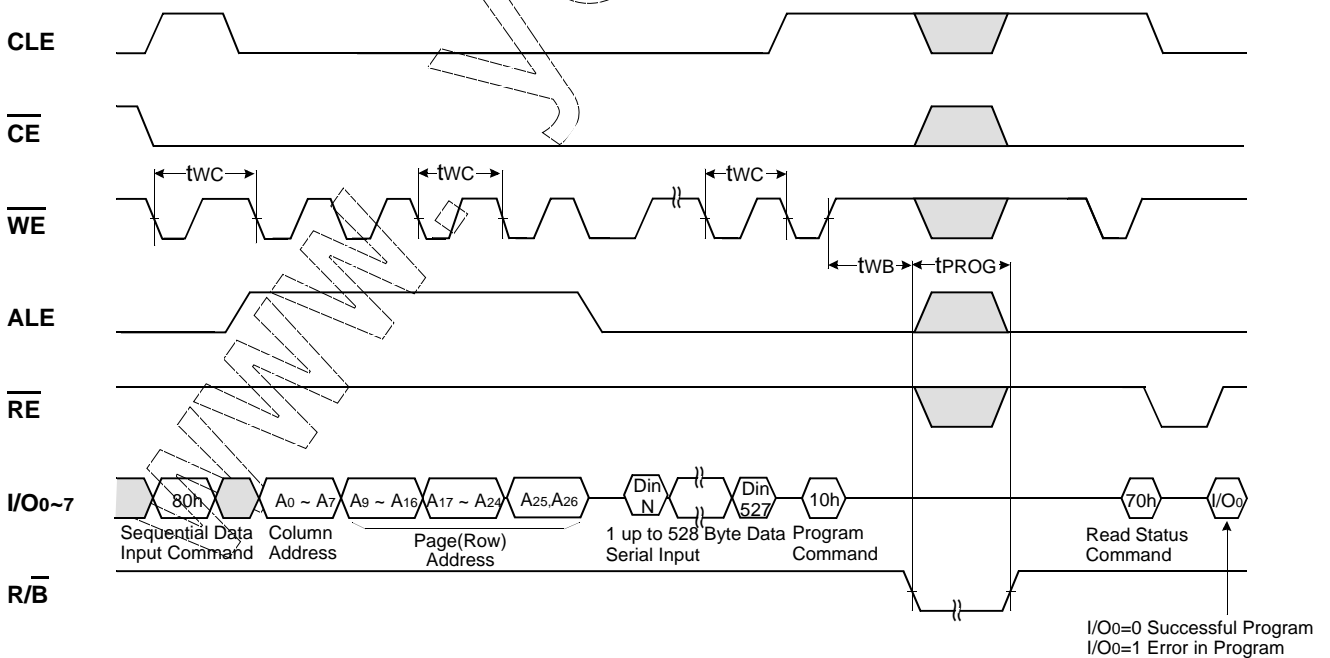 CLE
CE
tWC tWC tWC
WE
tWB tPROG
ALE
RE
I/O0~7 80h A0 ~ A7 A9 ~ A16 A17 ~ A24 A25,A26 Din N Din 527 10h 70h I/O0
Sequential Data Input Command
Column Address
Page(Row) Address
1 up to 528 Byte Data Serial Input
Program Command
Read Status Command
R/B
I/O0=0 Successful Program
I/O0=1 Error in Program
www.